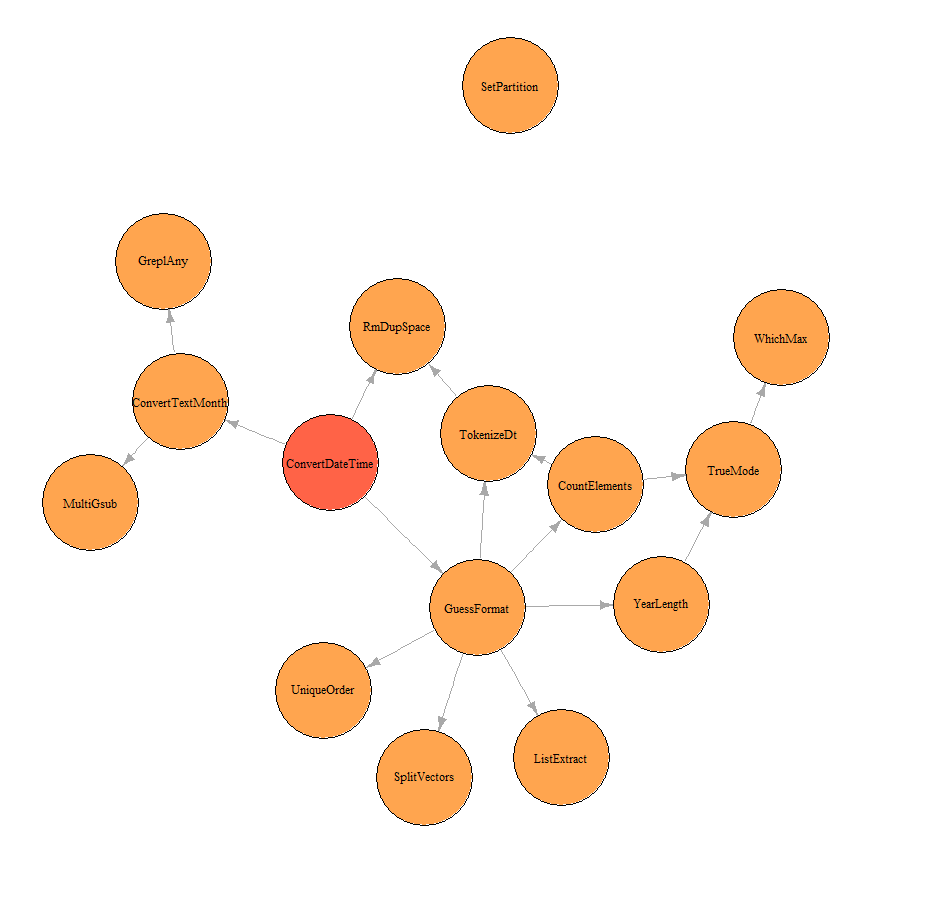 SetPartition
GreplAny
RmDupSpace
WhichMax
ConvertTextMonth
TokenizeDt
ConvertDateTime
TrueMode
CountElements
MultiGsub
YearLength
GuessFormat
UniqueOrder
ListExtract
SplitVectors